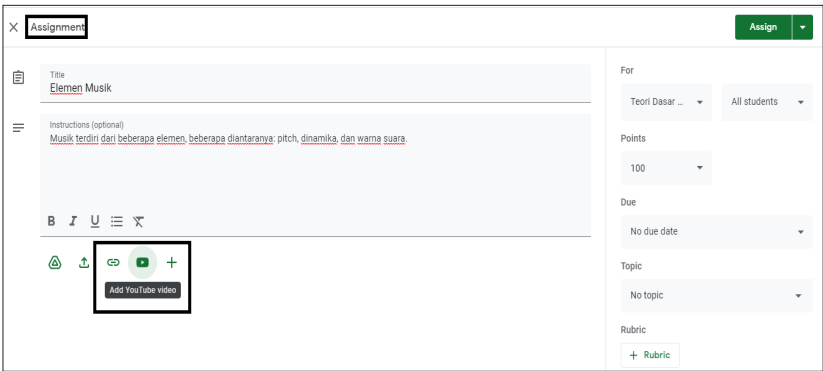 Assignment
Assign
Title
Elemen Musik
Instructions (optional)
Musik terdiri dari beberapa elemen, beberapa diantaranya: pitch, dinamika, dan warna suara.
B I U
Add YouTube video
For
Teori Dasar ...
All students
Points
100
Due
No due date
Topic
No topic
Rubric
+ Rubric